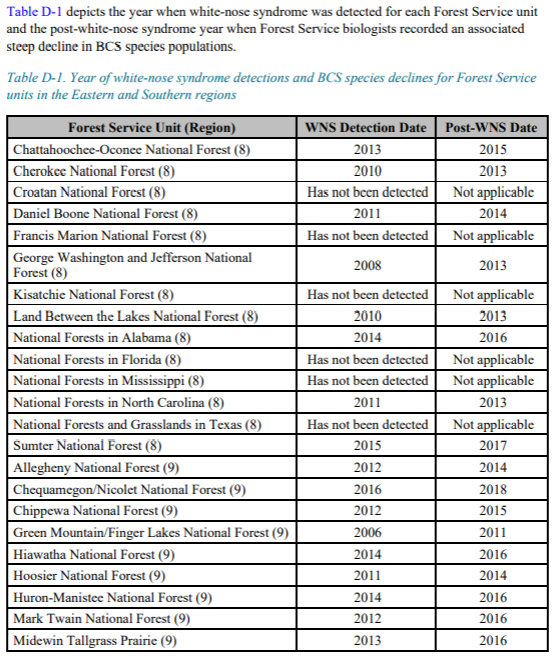 Table D-1 depicts the year when white-nose syndrome was detected for each Forest Service unit
and the post-white-nose syndrome year when Forest Service biologists recorded an associated
steep decline in BCS species populations.
Table D-1. Year of white-nose syndrome detections and BCS species declines for Forest Service
units in the Eastern and Southern regions
Forest Service Unit (Region) WNS Detection Date Post-WNS Date
Chattahoochee-Oconee National Forest (8) 2013 2015
Cherokee National Forest (8) 2010 2013
Croatan National Forest (8) Has not been detected Not applicable
Daniel Boone National Forest (8) 2011 2014
Francis Marion National Forest (8) Has not been detected Not applicable
George Washington and Jefferson National
Forest (8) 2008 2013
Kisatchie National Forest (8) Has not been detected Not applicable
Land Between the Lakes National Forest (8) 2010 2013
National Forests in Alabama (8) 2014 2016
National Forests in Florida (8) Has not been detected Not applicable
National Forests in Mississippi (8) Has not been detected Not applicable
National Forests in North Carolina (8) 2011 2013
National Forests and Grasslands in Texas (8) Has not been detected Not applicable
Sumter National Forest (8) 2015 2017
Allegheny National Forest (9) 2012 2014
Chequamegon/Nicolet National Forest (9) 2016 2018
Chippewa National Forest (9) 2012 2015
Green Mountain/Finger Lakes National Forest (9) 2006 2011
Hiawatha National Forest (9) 2014 2016
Hoosier National Forest (9) 2011 2014
Huron-Manistee National Forest (9) 2014 2016
Mark Twain National Forest (9) 2012 2016
Midewin Tallgrass Prairie (9) 2013 2016